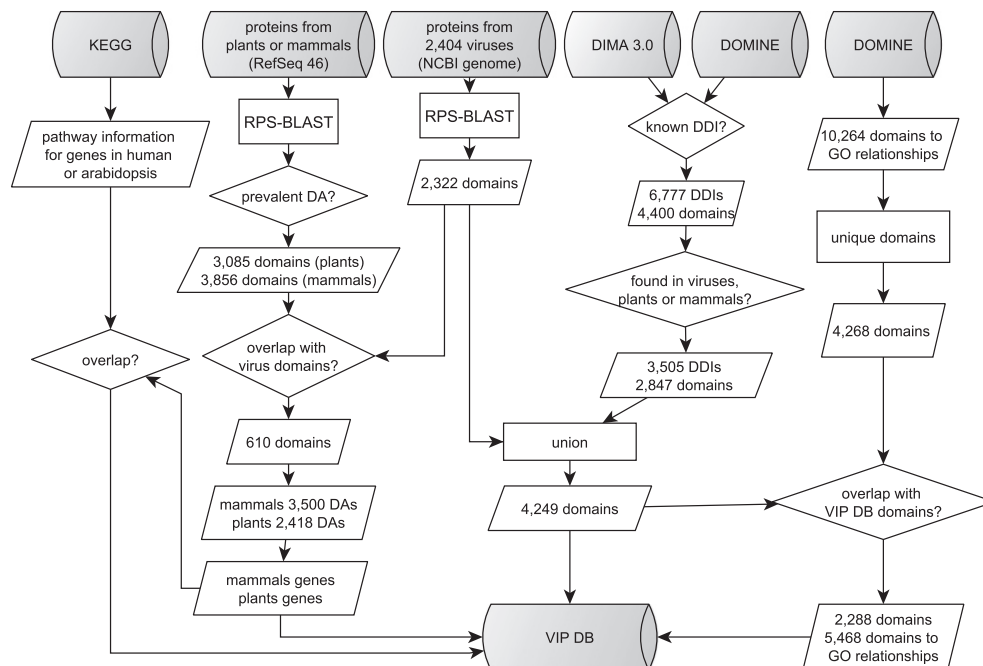 KEGG
proteins from
plants or mammals
(RefSeq 46)
proteins from
2,404 viruses
(NCBI genome)
DIMA 3.0
DOMINE
DOMINE
RPS-BLAST
RPS-BLAST
known DDI?
pathway information
for genes in human
or arabidopsis
10,264 domains to
GO relationships
prevalent DA?
2,322 domains
6,777 DDIs
4,400 domains
unique domains
3,085 domains (plants)
3,856 domains (mammals)
found in viruses,
plants or mammals?
4,268 domains
overlap?
overlap with
virus domains?
3,505 DDIs
2,847 domains
610 domains
union
mammals 3,500 DAs
plants 2,418 DAs
4,249 domains
overlap with
VIP DB
domains?
mammals genes
plants genes
VIP DB
2,288 domains
5,468 domains to
GO relationships